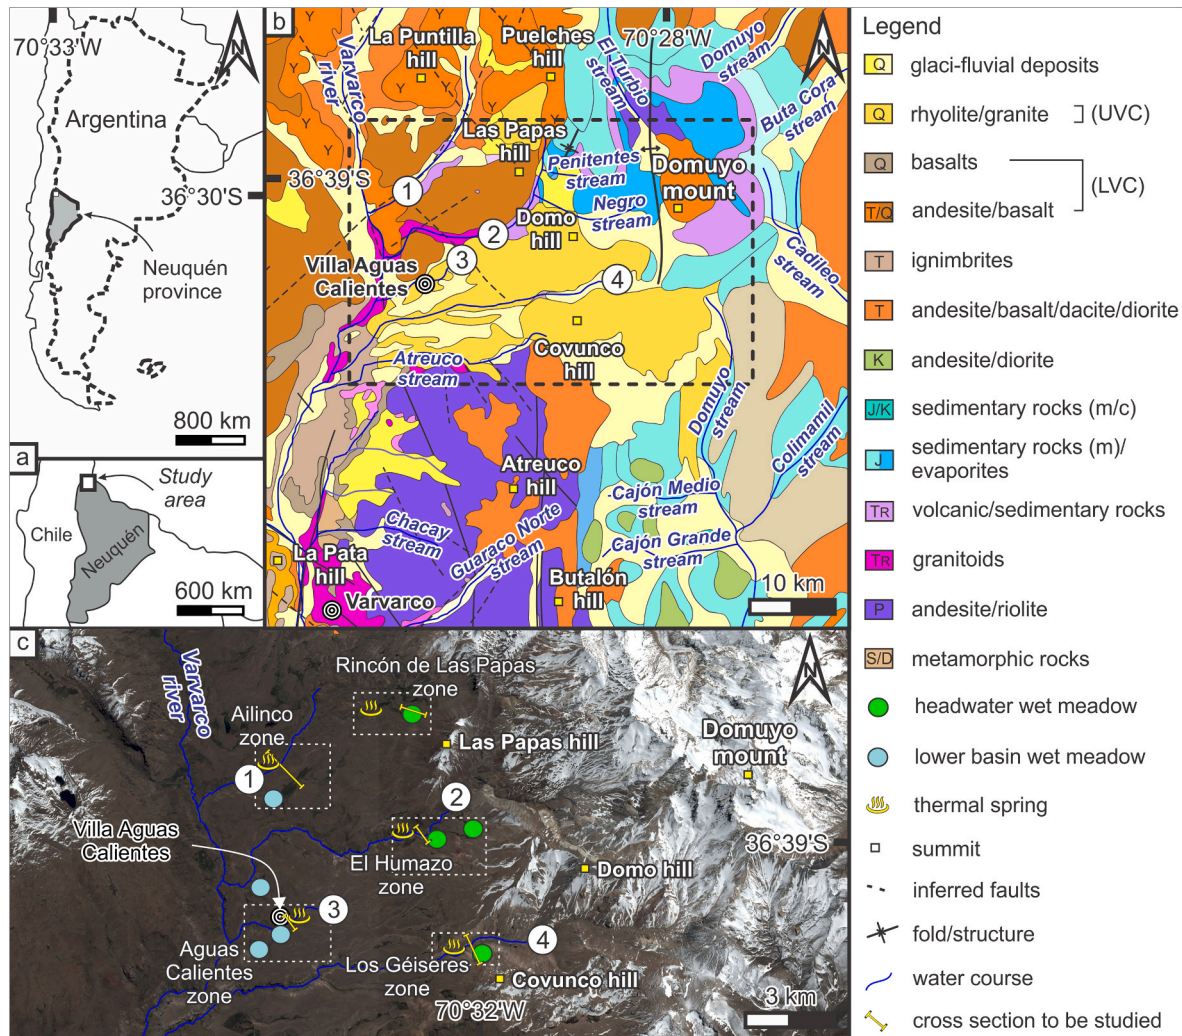 70°33'W
N
Argentina
36°30'S
Neuquén
province
800 km
a
Study
area
Chile
Neuquén
600 km
b
N
70°28'W
La Puntilla
hill
Puelches
hill
Varvarco
river
El Turbio
stream
Domuyo
stream
Buta Cora
stream
Y
Y
Y
Y
Y
Y
Y
Las Papas
hill
36°39'S
Penitentes
stream
Domuyo
mount
1
Negro
stream
2
Domo
hill
3
Villa Aguas
Calientes
4
Cadileo
stream
Atreuco
stream
Covunco
hill
Domuyo
stream
Colimamil
stream
Atreuco
hill
Cajón Medio
stream
Chacay
stream
Guaraco Norte
stream
Cajón Grande
stream
La Pata
hill
Butalón
hill
10 km
Varvarco
c
N
Varvarco
river
Rincón de Las Papas
zone
Ailinco
zone
Las Papas hill
Domuyo
mount
1
2
Villa Aguas
Calientes
36°39'S
El Humazo
zone
Domo hill
3
4
Aguas
Calientes
zone
Los Géiseres
zone
Covunco hill
70°32'W
3 km
Legend
Q glaci-fluvial deposits
Q rhyolite/granite (UVC)
Q basalts
(LVC)
T/Q andesite/basalt
T ignimbrites
T andesite/basalt/dacite/diorite
K andesite/diorite
J/K sedimentary rocks (m/c)
J sedimentary rocks (m)/
evaporites
TR volcanic/sedimentary rocks
TR granitoids
P andesite/riolite
S/D metamorphic rocks
headwater wet meadow
lower basin wet meadow
thermal spring
summit
inferred faults
fold/structure
water course
cross section to be studied